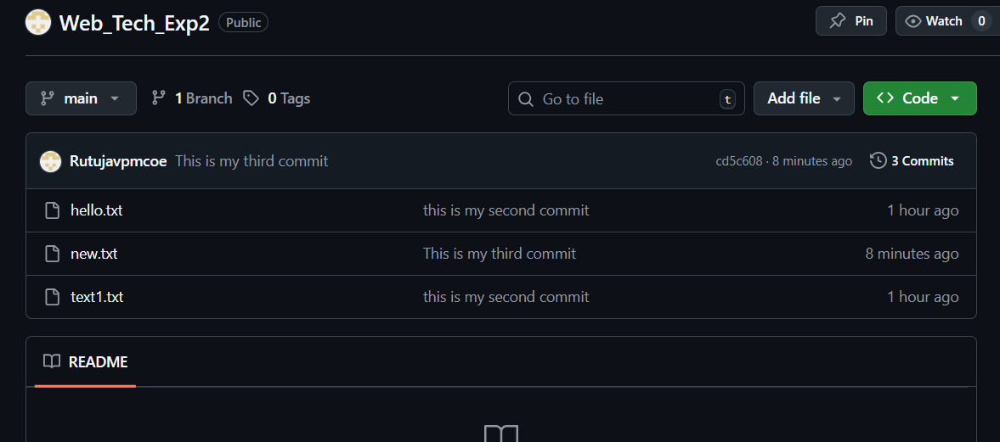 Web_Tech_Exp2 Public Pin Watch 0
main 1 Branch 0 Tags Go to file t Add file Code
Rutujavpmcoe This is my third commit cd5c608 · 8 minutes ago 3 Commits
hello.txt this is my second commit 1 hour ago
new.txt This is my third commit 8 minutes ago
text1.txt this is my second commit 1 hour ago
README